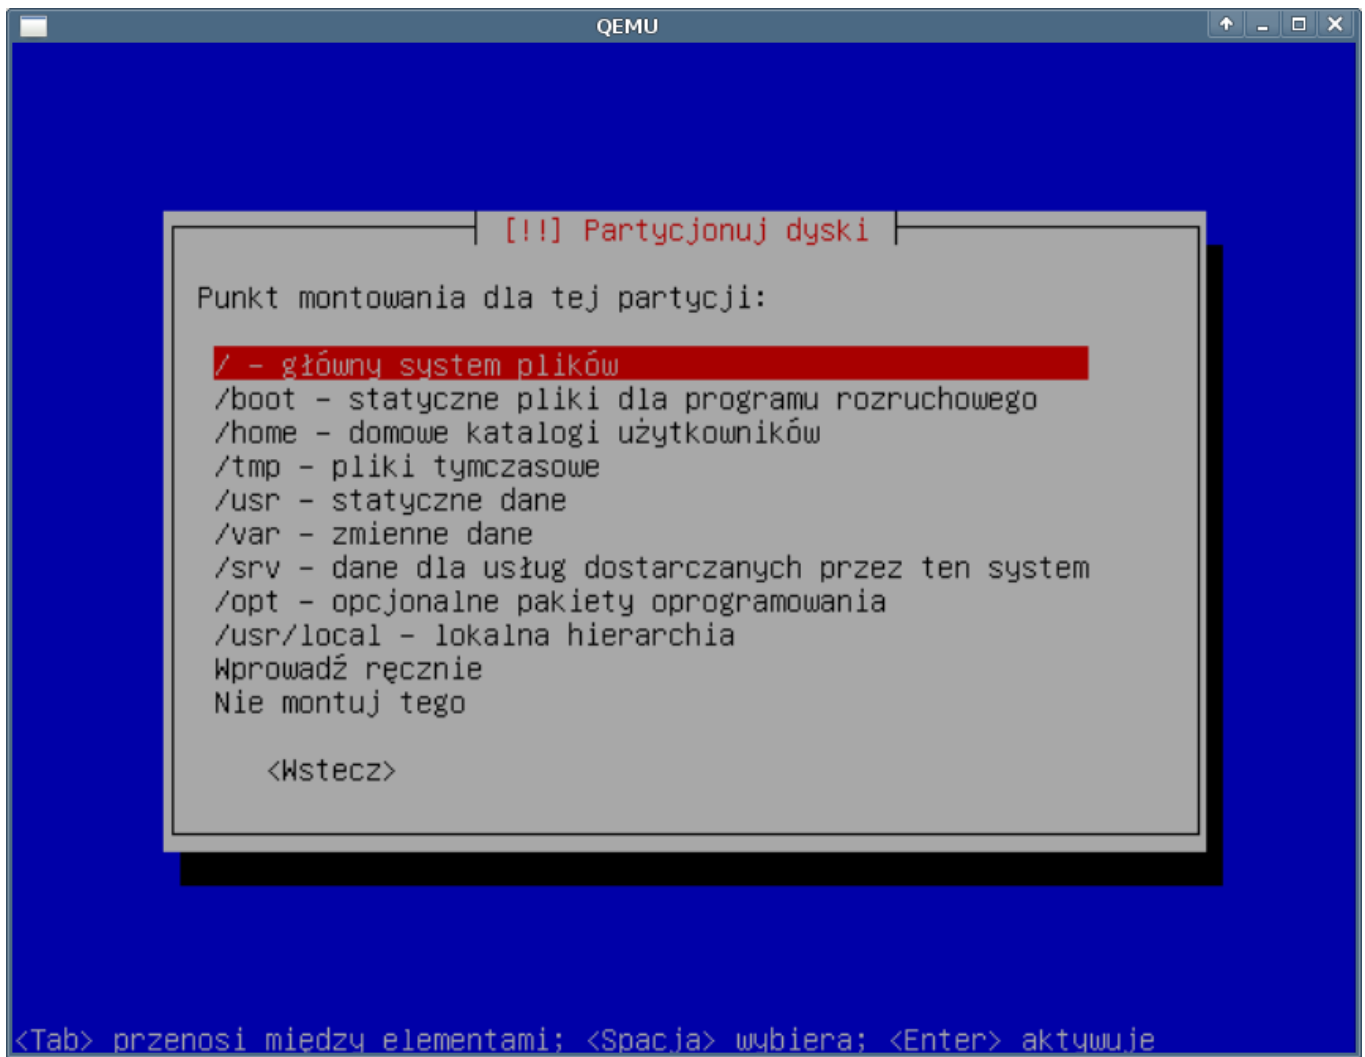 QEMU
[!!] Partycjonuj dyski
Punkt montowania dla tej partycji:
/ – główny system plików
/boot – statyczne pliki dla programu rozruchowego
/home – domowe katalogi użytkowników
/tmp – pliki tymczasowe
/usr – statyczne dane
/var – zmienne dane
/srv – dane dla usług dostarczanych przez ten system
/opt – opcjonalne pakiety oprogramowania
/usr/local – lokalna hierarchia
Wprowadź ręcznie
Nie montuj tego
<Wstecz>
<Tab> przenosi między elementami; <Spacja> wybiera; <Enter> aktywuje